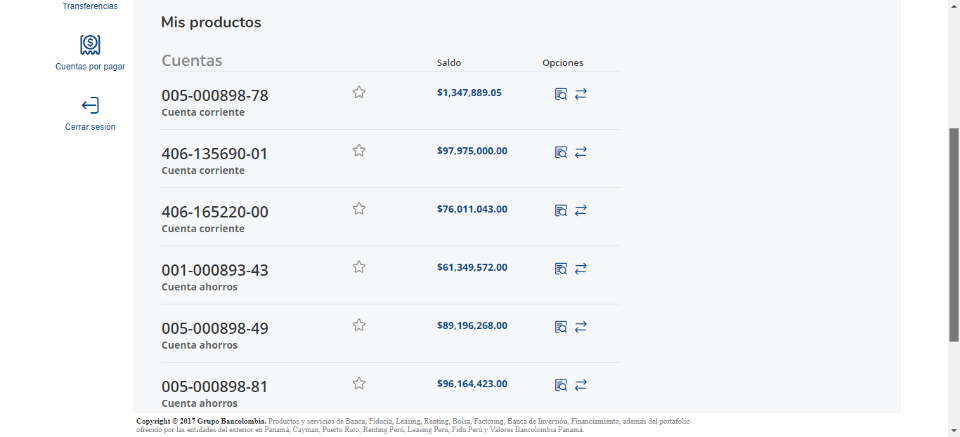 Transferencias
Cuentas por pagar
Cerrar sesión
Mis productos
Cuentas Saldo Opciones
005-000898-78 $1,347,889.05
Cuenta corriente
406-135690-01 $97,975,000.00
Cuenta corriente
406-165220-00 $76,011,043.00
Cuenta corriente
001-000893-43 $61,349,572.00
Cuenta ahorros
005-000898-49 $89,196,268.00
Cuenta ahorros
005-000898-81 $96,164,423.00
Cuenta ahorros
Copyright © 2017 Grupo Bancolombia. Productos y servicios de Banca, Fiducia, Leasing, Renting, Bolsa, Factoring, Banca de Inversión, Financiamiento, además del portafolio
ofrecido por las entidades del exterior en Panamá, Cayman, Puerto Rico, Renting Perú, Leasing Perú, Fidu Perú y Valores Bancolombia Panamá.